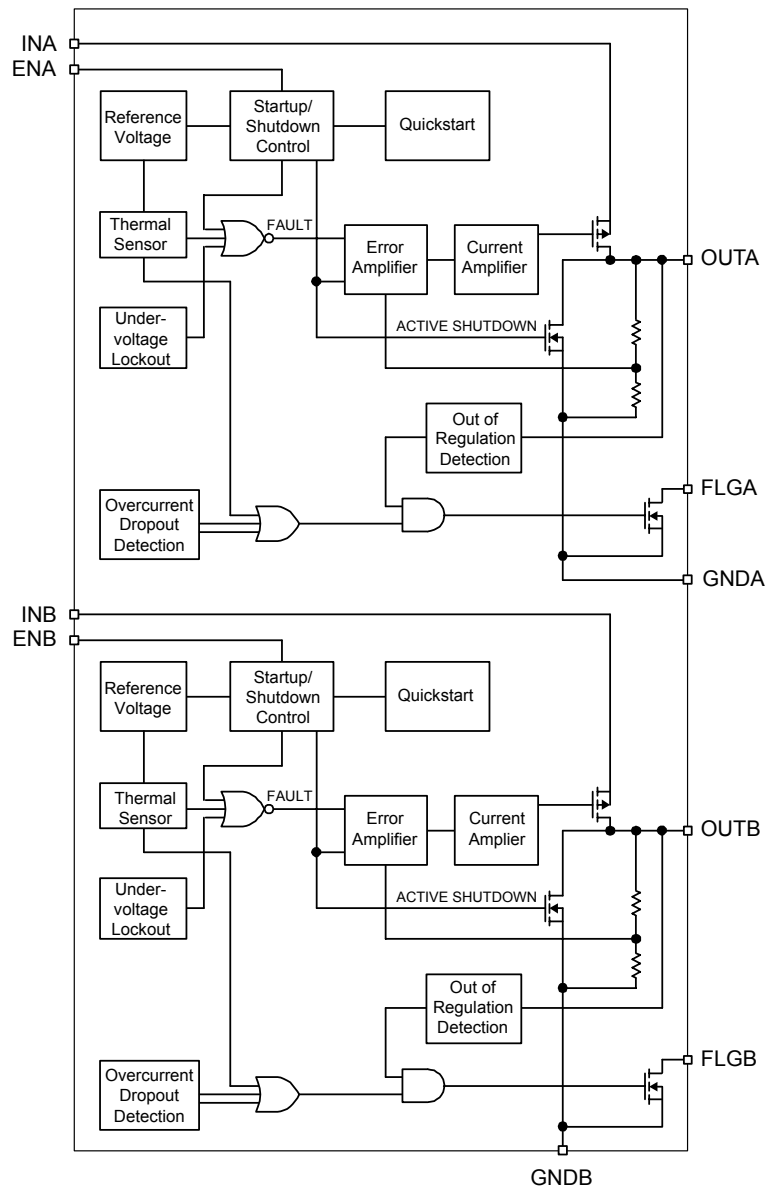 INA
ENA
Reference
Voltage
Startup/
Shutdown
Control
Quickstart
Thermal
Sensor
FAULT
Error
Amplifier
Current
Amplifier
OUTA
Under-
voltage
Lockout
ACTIVE SHUTDOWN
Out of
Regulation
Detection
Overcurrent
Dropout
Detection
FLGA
GNDA
INB
ENB
Reference
Voltage
Startup/
Shutdown
Control
Quickstart
Thermal
Sensor
FAULT
Error
Amplifier
Current
Amplier
OUTB
Under-
voltage
Lockout
ACTIVE SHUTDOWN
Out of
Regulation
Detection
Overcurrent
Dropout
Detection
FLGB
GNDB